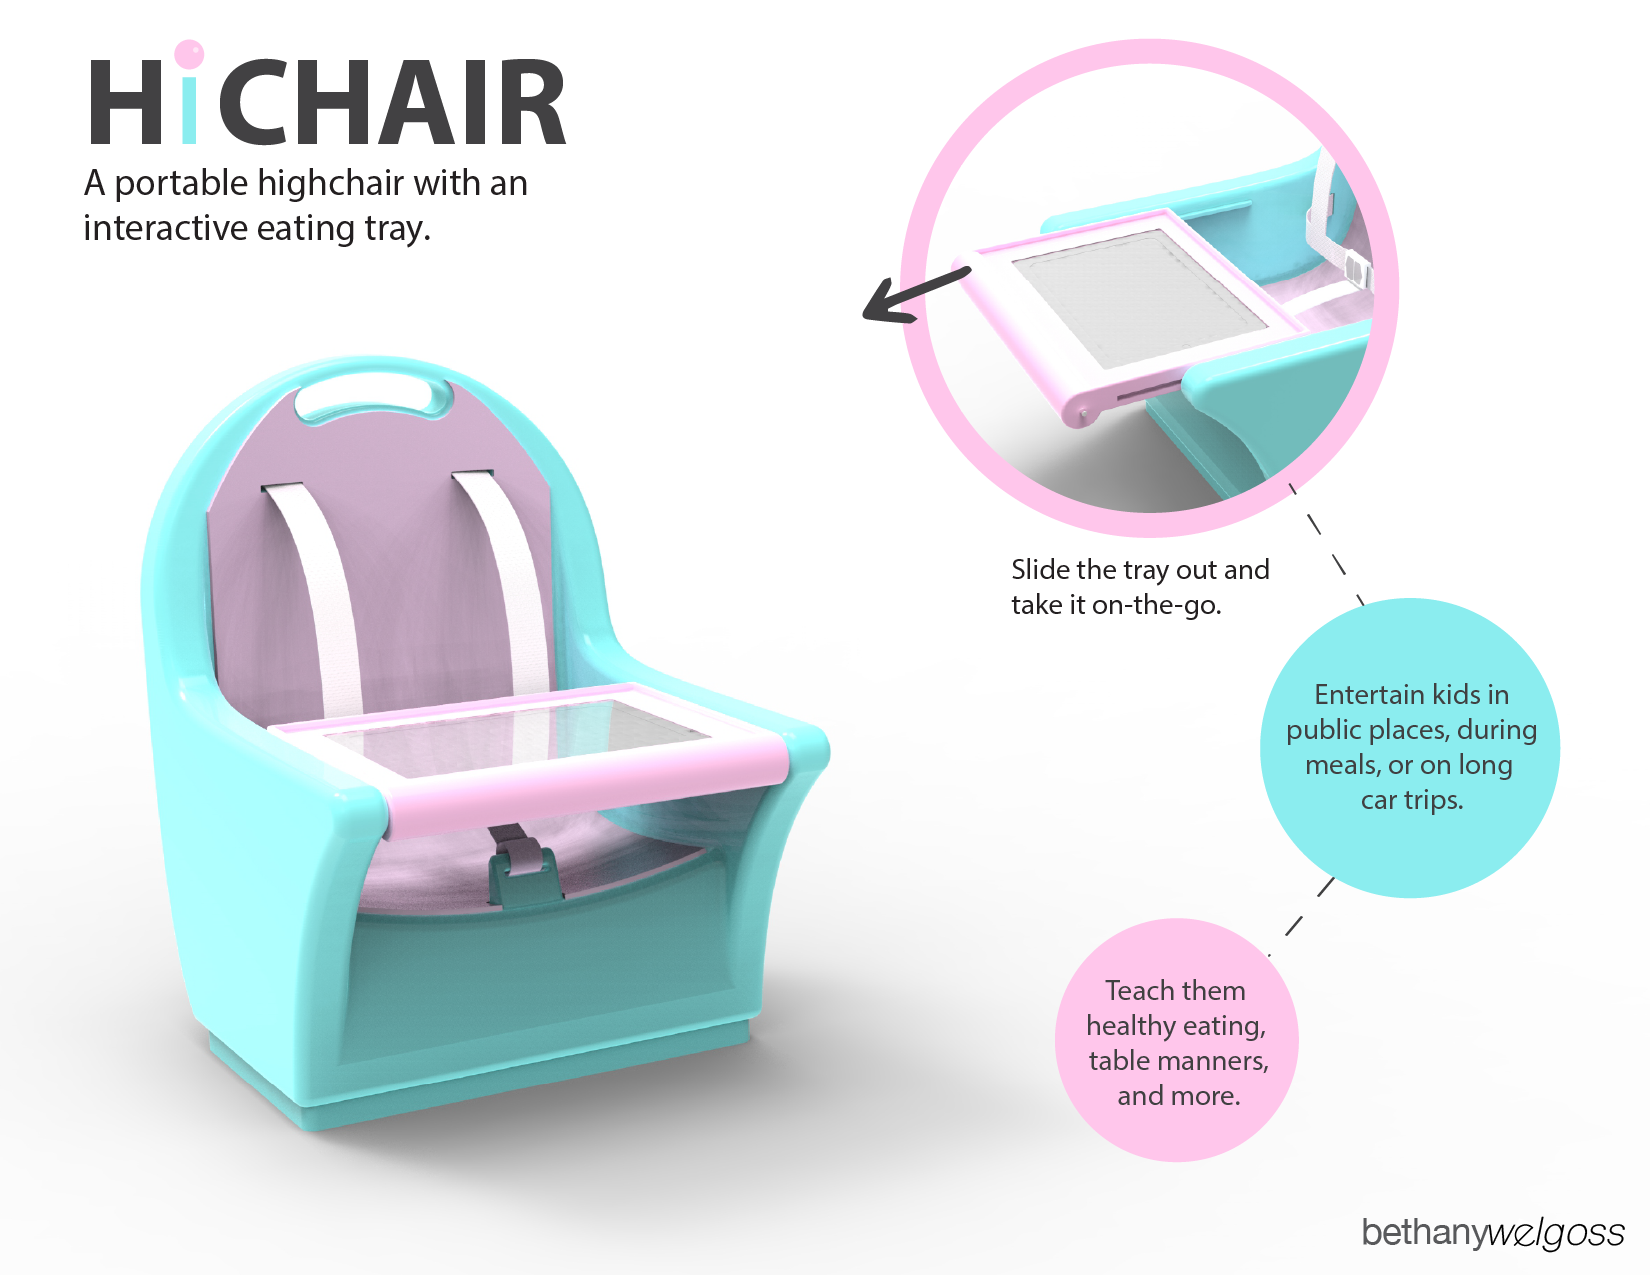 HiCHAIR
A portable highchair with an
interactive eating tray.
Slide the tray out and
take it on-the-go.
Entertain kids in
public places, during
meals, or on long
car trips.
Teach them
healthy eating,
table manners,
and more.
bethanywelgoss